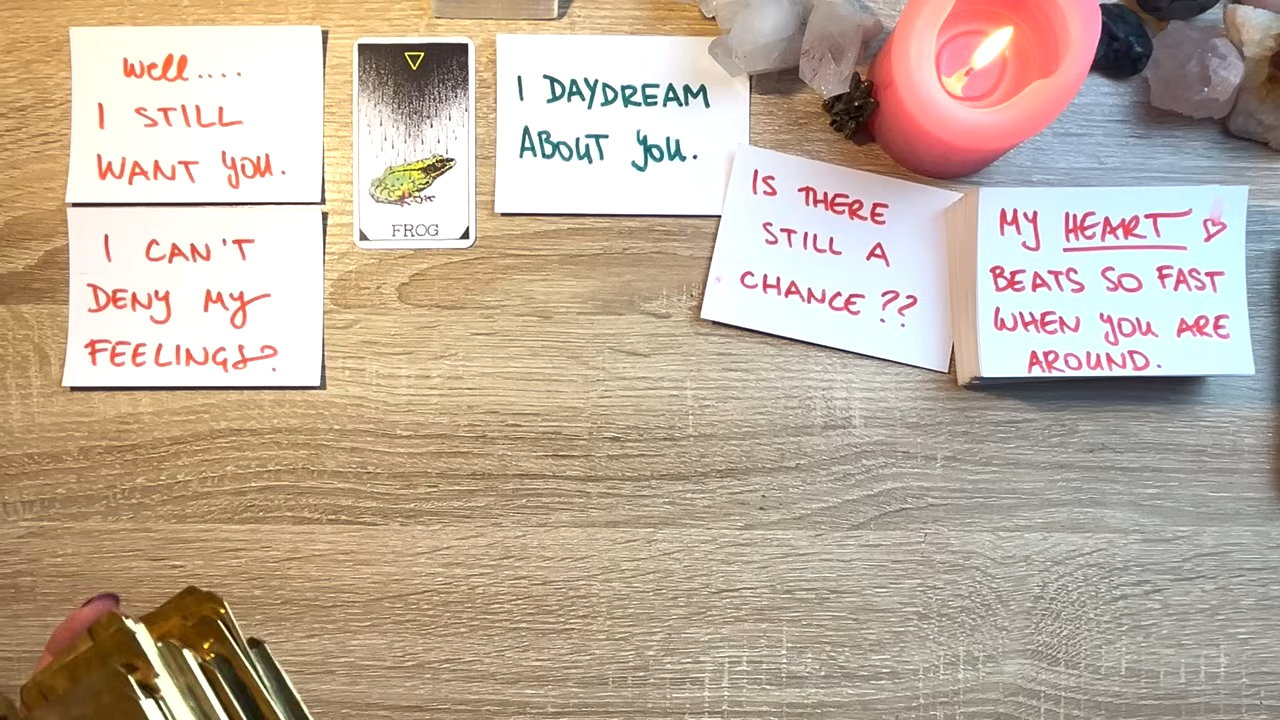 Well....
I STILL
WANT YOU.
I CAN'T
DENY MY
FEELINGS.
FROG
I DAYDREAM
ABOUT YOU.
IS THERE
STILL A
CHANCE ??
MY HEART
BEATS SO FAST
WHEN YOU ARE
AROUND.